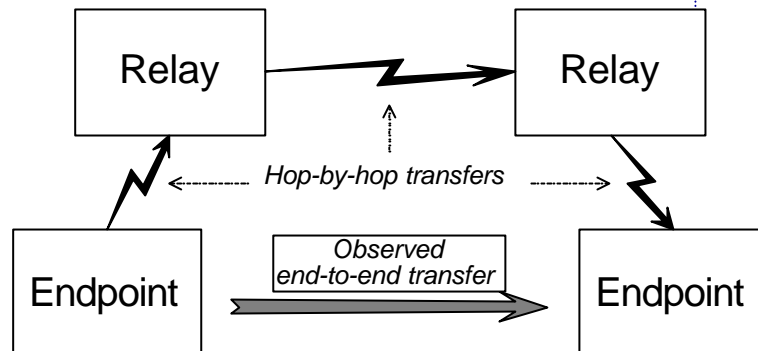 Relay
Relay
Hop-by-hop transfers
Observed
end-to-end transfer
Endpoint
Endpoint